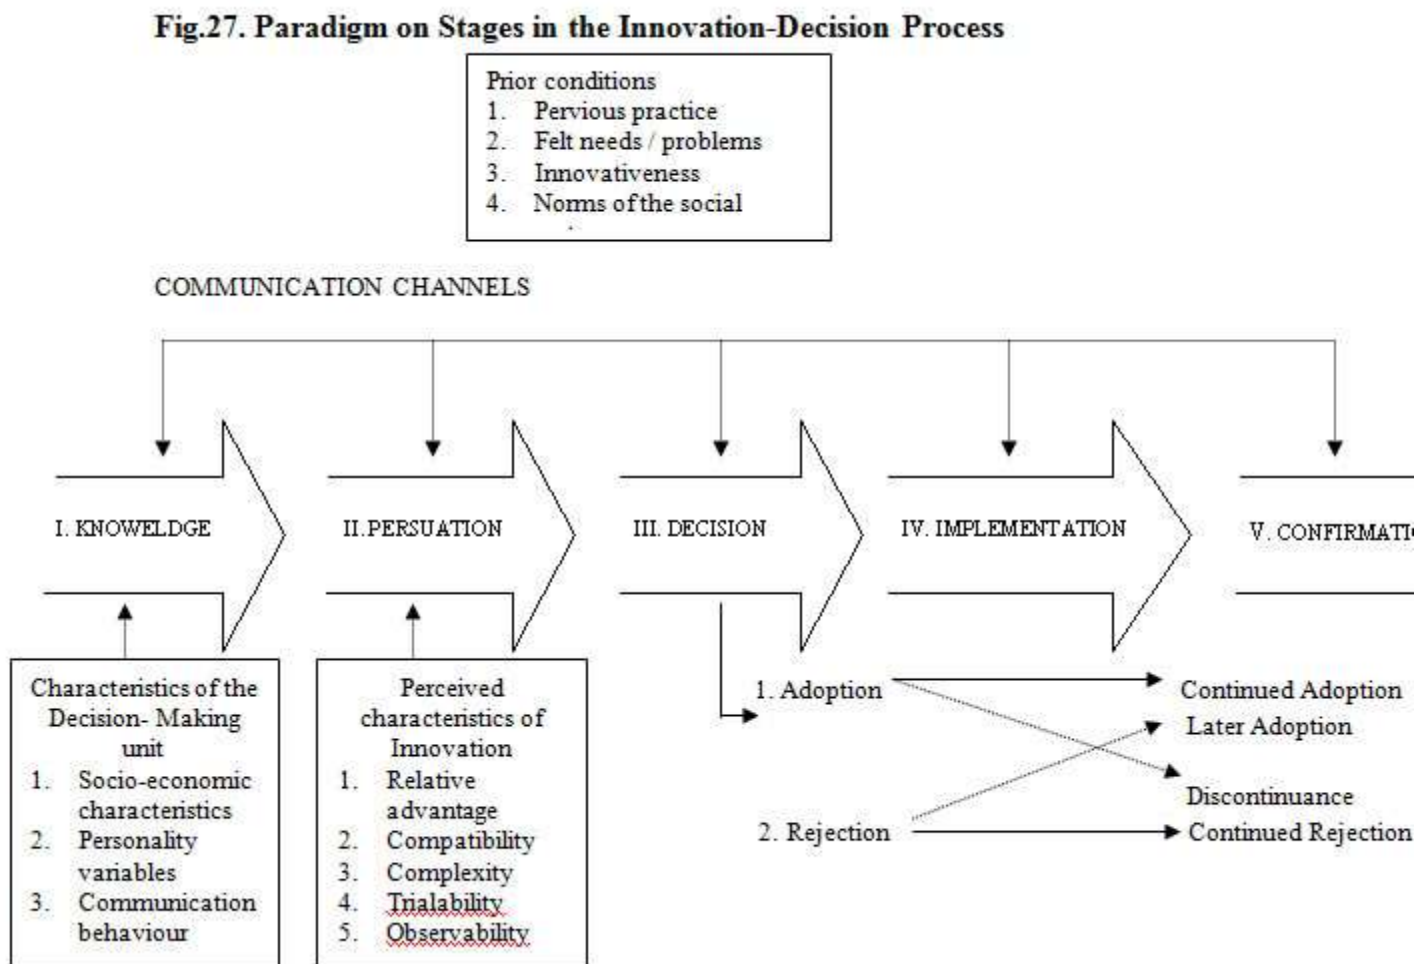 Fig.27. Paradigm on Stages in the Innovation-Decision Process
Prior conditions
1. Pervious practice
2. Felt needs / problems
3. Innovativeness
4. Norms of the social
COMMUNICATION CHANNELS
I. KNOWELDGE
II. PERSUATION
III. DECISION
IV. IMPLEMENTATION
V. CONFIRMATI
Characteristics of the
Decision- Making
unit
1. Socio-economic
characteristics
2. Personality
variables
3. Communication
behaviour
Perceived
characteristics of
Innovation
1. Relative
advantage
2. Compatibility
3. Complexity
4. Trialability
5. Observability
1. Adoption
2. Rejection
Continued Adoption
Later Adoption
Discontinuance
Continued Rejection